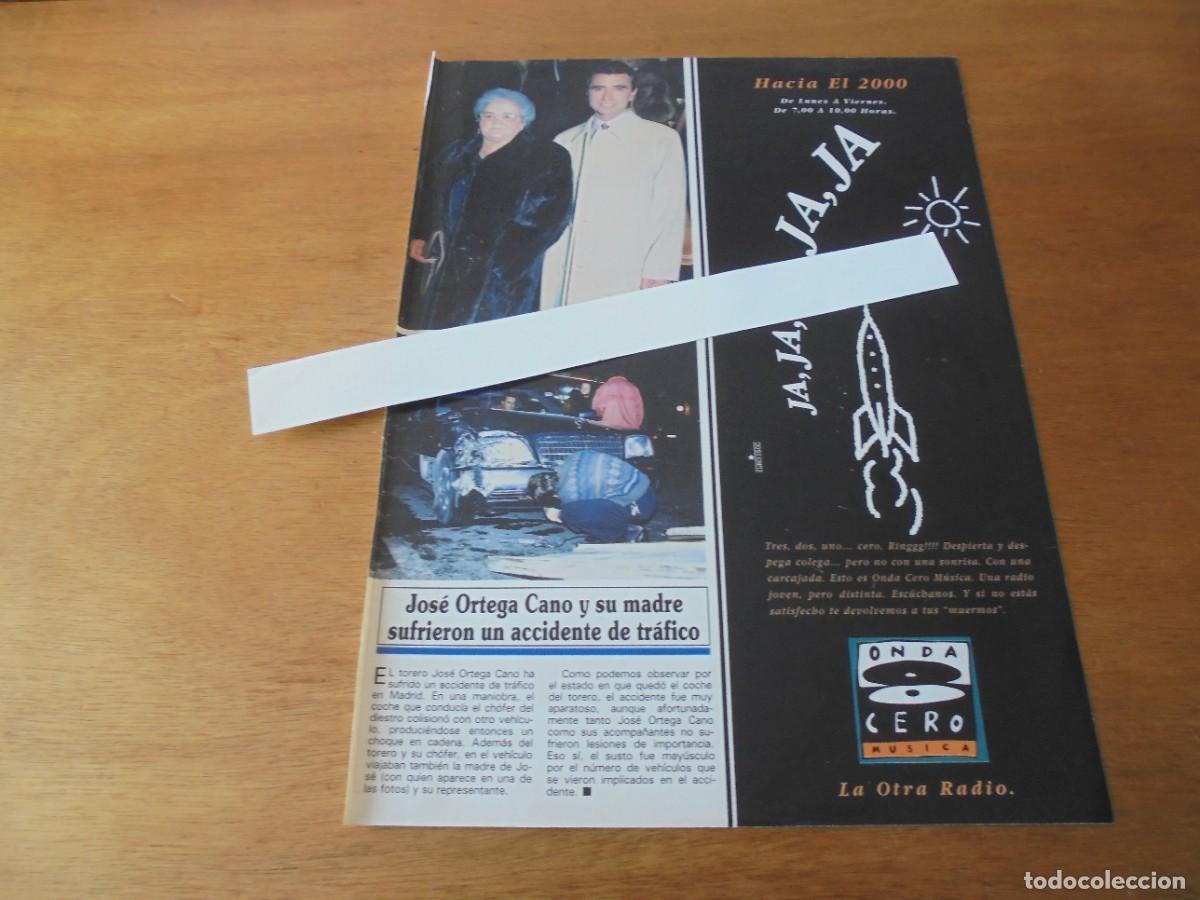 José Ortega Cano y su madre
sufrieron un accidente de tráfico
EL torero José Ortega Cano ha
sufrido un accidente de tráfico
en Madrid. En una maniobra, el
coche que conducía el chófer del
diestro colisionó con otro vehícu-
lo, produciéndose entonces un
choque en cadena. Además del
torero y su chófer, en el vehículo
viajaban también la madre de Jo-
sé (con quien aparece en una de
las fotos) y su representante.
Como podemos observar por
el estado en que quedó el coche
del torero, el accidente fue muy
aparatoso, aunque afortunada-
mente tanto José Ortega Cano
como sus acompañantes no su-
frieron lesiones de importancia.
Eso sí, el susto fue mayúsculo
por el número de vehículos que
se vieron implicados en el acci-
dente.
Hacia El 2000
De Lunes A Viernes.
De 7,00 A 10,00 Horas.
JA, JA, JA, JA
Tres, dos, uno... cero, Ringgg!!!! Despierta y des-
pega colega... pero no con una sonrisa. Con una
carcajada. Esto es Onda Cero Música. Una radio
joven, pero distinta. Escúchanos. Y si no estás
satisfecho te devolvemos a tus "muermos".
ONDA
CERO
MUSICA
La Otra Radio.
todocoleccion